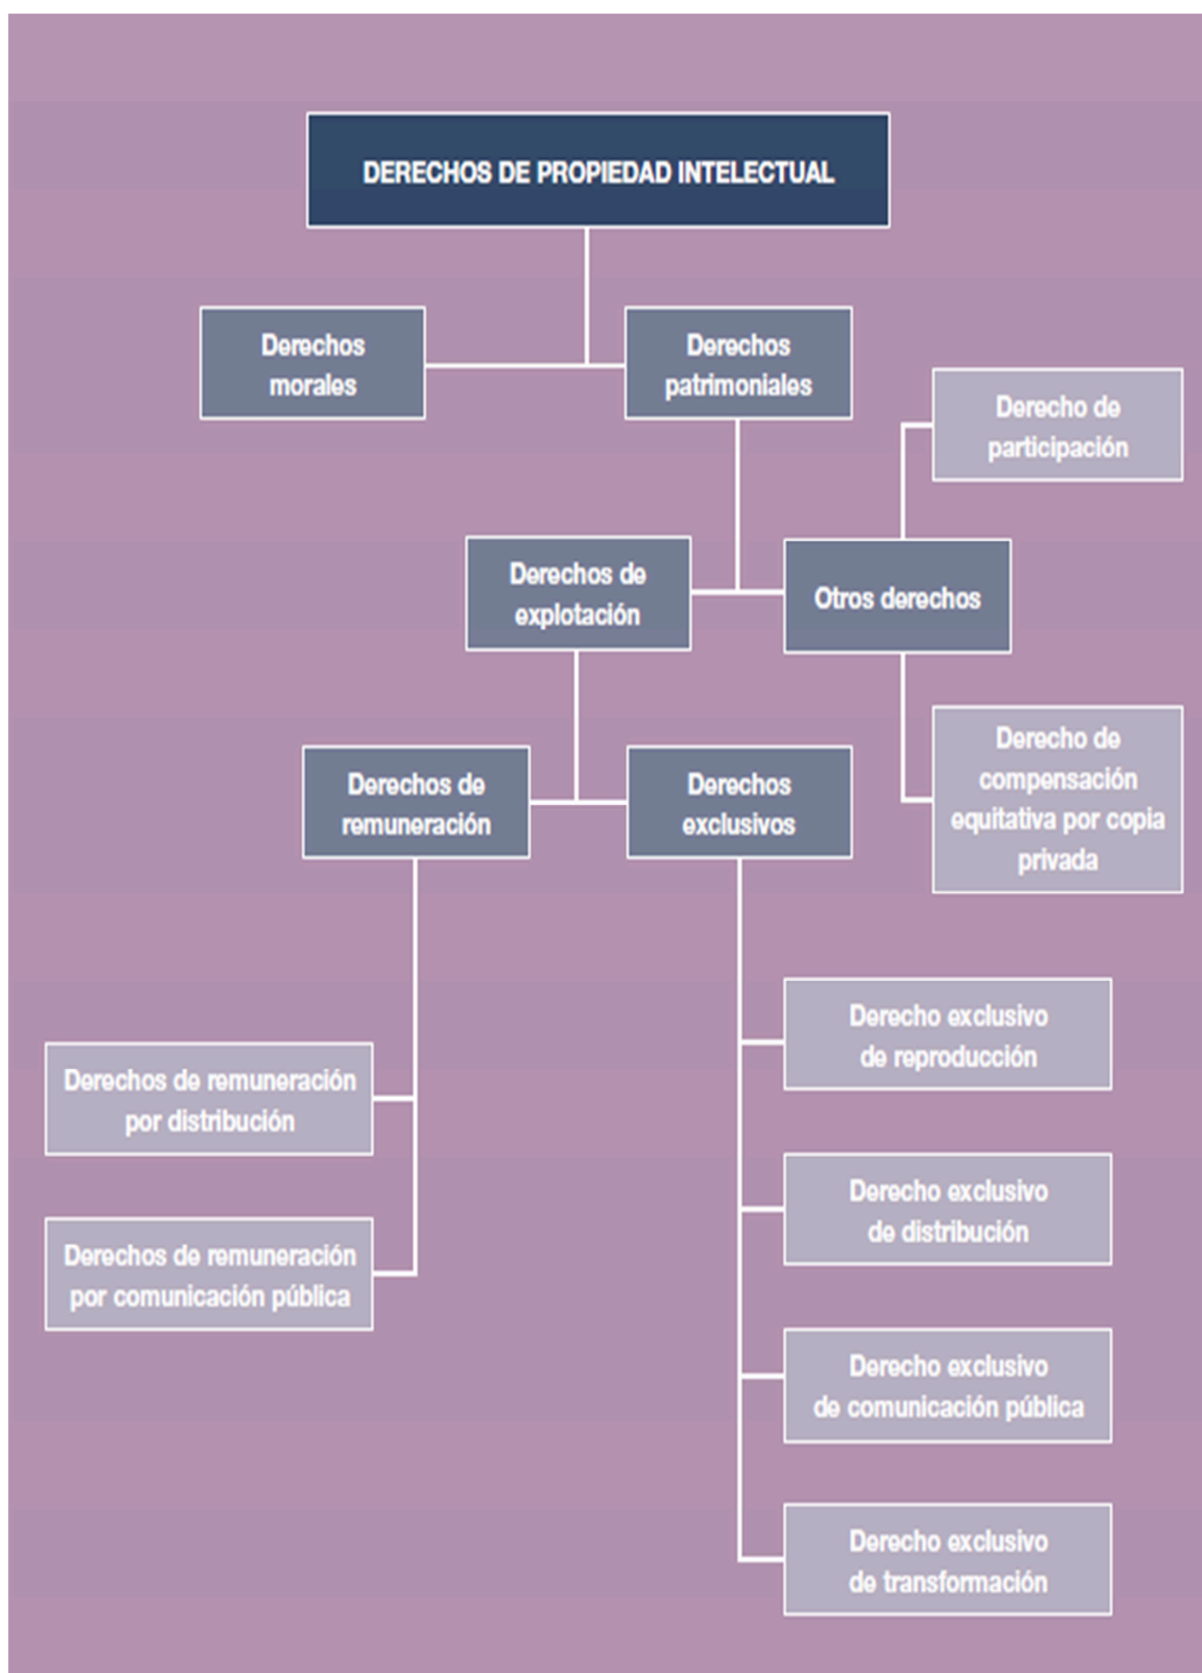 DERECHOS DE PROPIEDAD INTELECTUAL
Derechos
morales
Derechos
patrimoniales
Derecho de
participación
Derechos de
explotación
Otros derechos
Derecho de
compensación
equitativa por copia
privada
Derechos de
remuneración
Derechos
exclusivos
Derechos de remuneración
por distribución
Derechos de remuneración
por comunicación pública
Derecho exclusivo
de reproducción
Derecho exclusivo
de distribución
Derecho exclusivo
de comunicación pública
Derecho exclusivo
de transformación